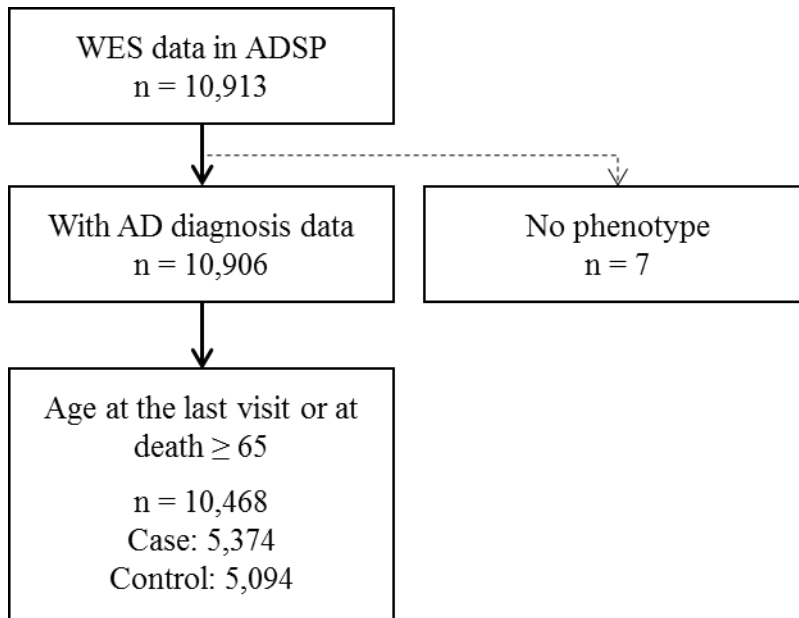 WES data in ADSP
n = 10,913
With AD diagnosis data
n = 10,906
No phenotype
n = 7
Age at the last visit or at
death ≥ 65
n = 10,468
Case: 5,374
Control: 5,094